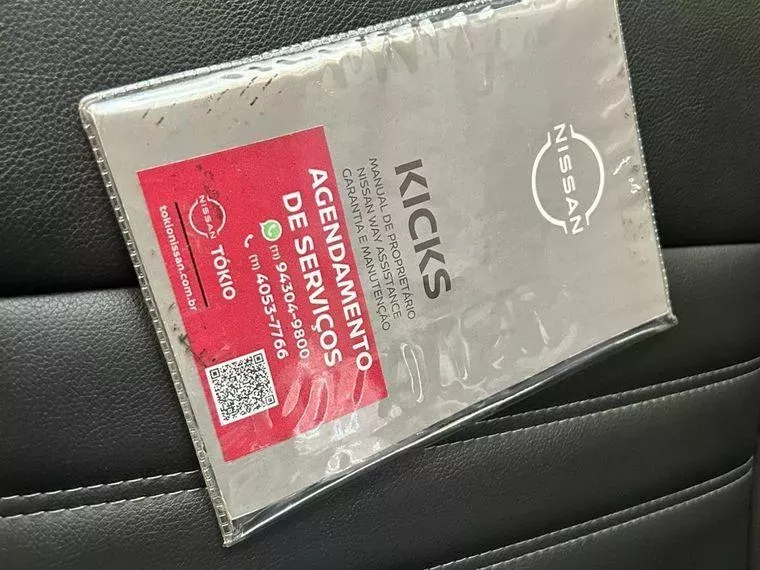 NISSAN
KICKS
MANUAL DE PROPRIETÁRIO
NISSAN WAY ASSISTANCE
GARANTIA E MANUTENÇÃO
AGENDAMENTO
DE SERVIÇOS
(11) 94304-9800
(11) 4053-7766
NISSAN TÓKIO
tokionissan.com.br